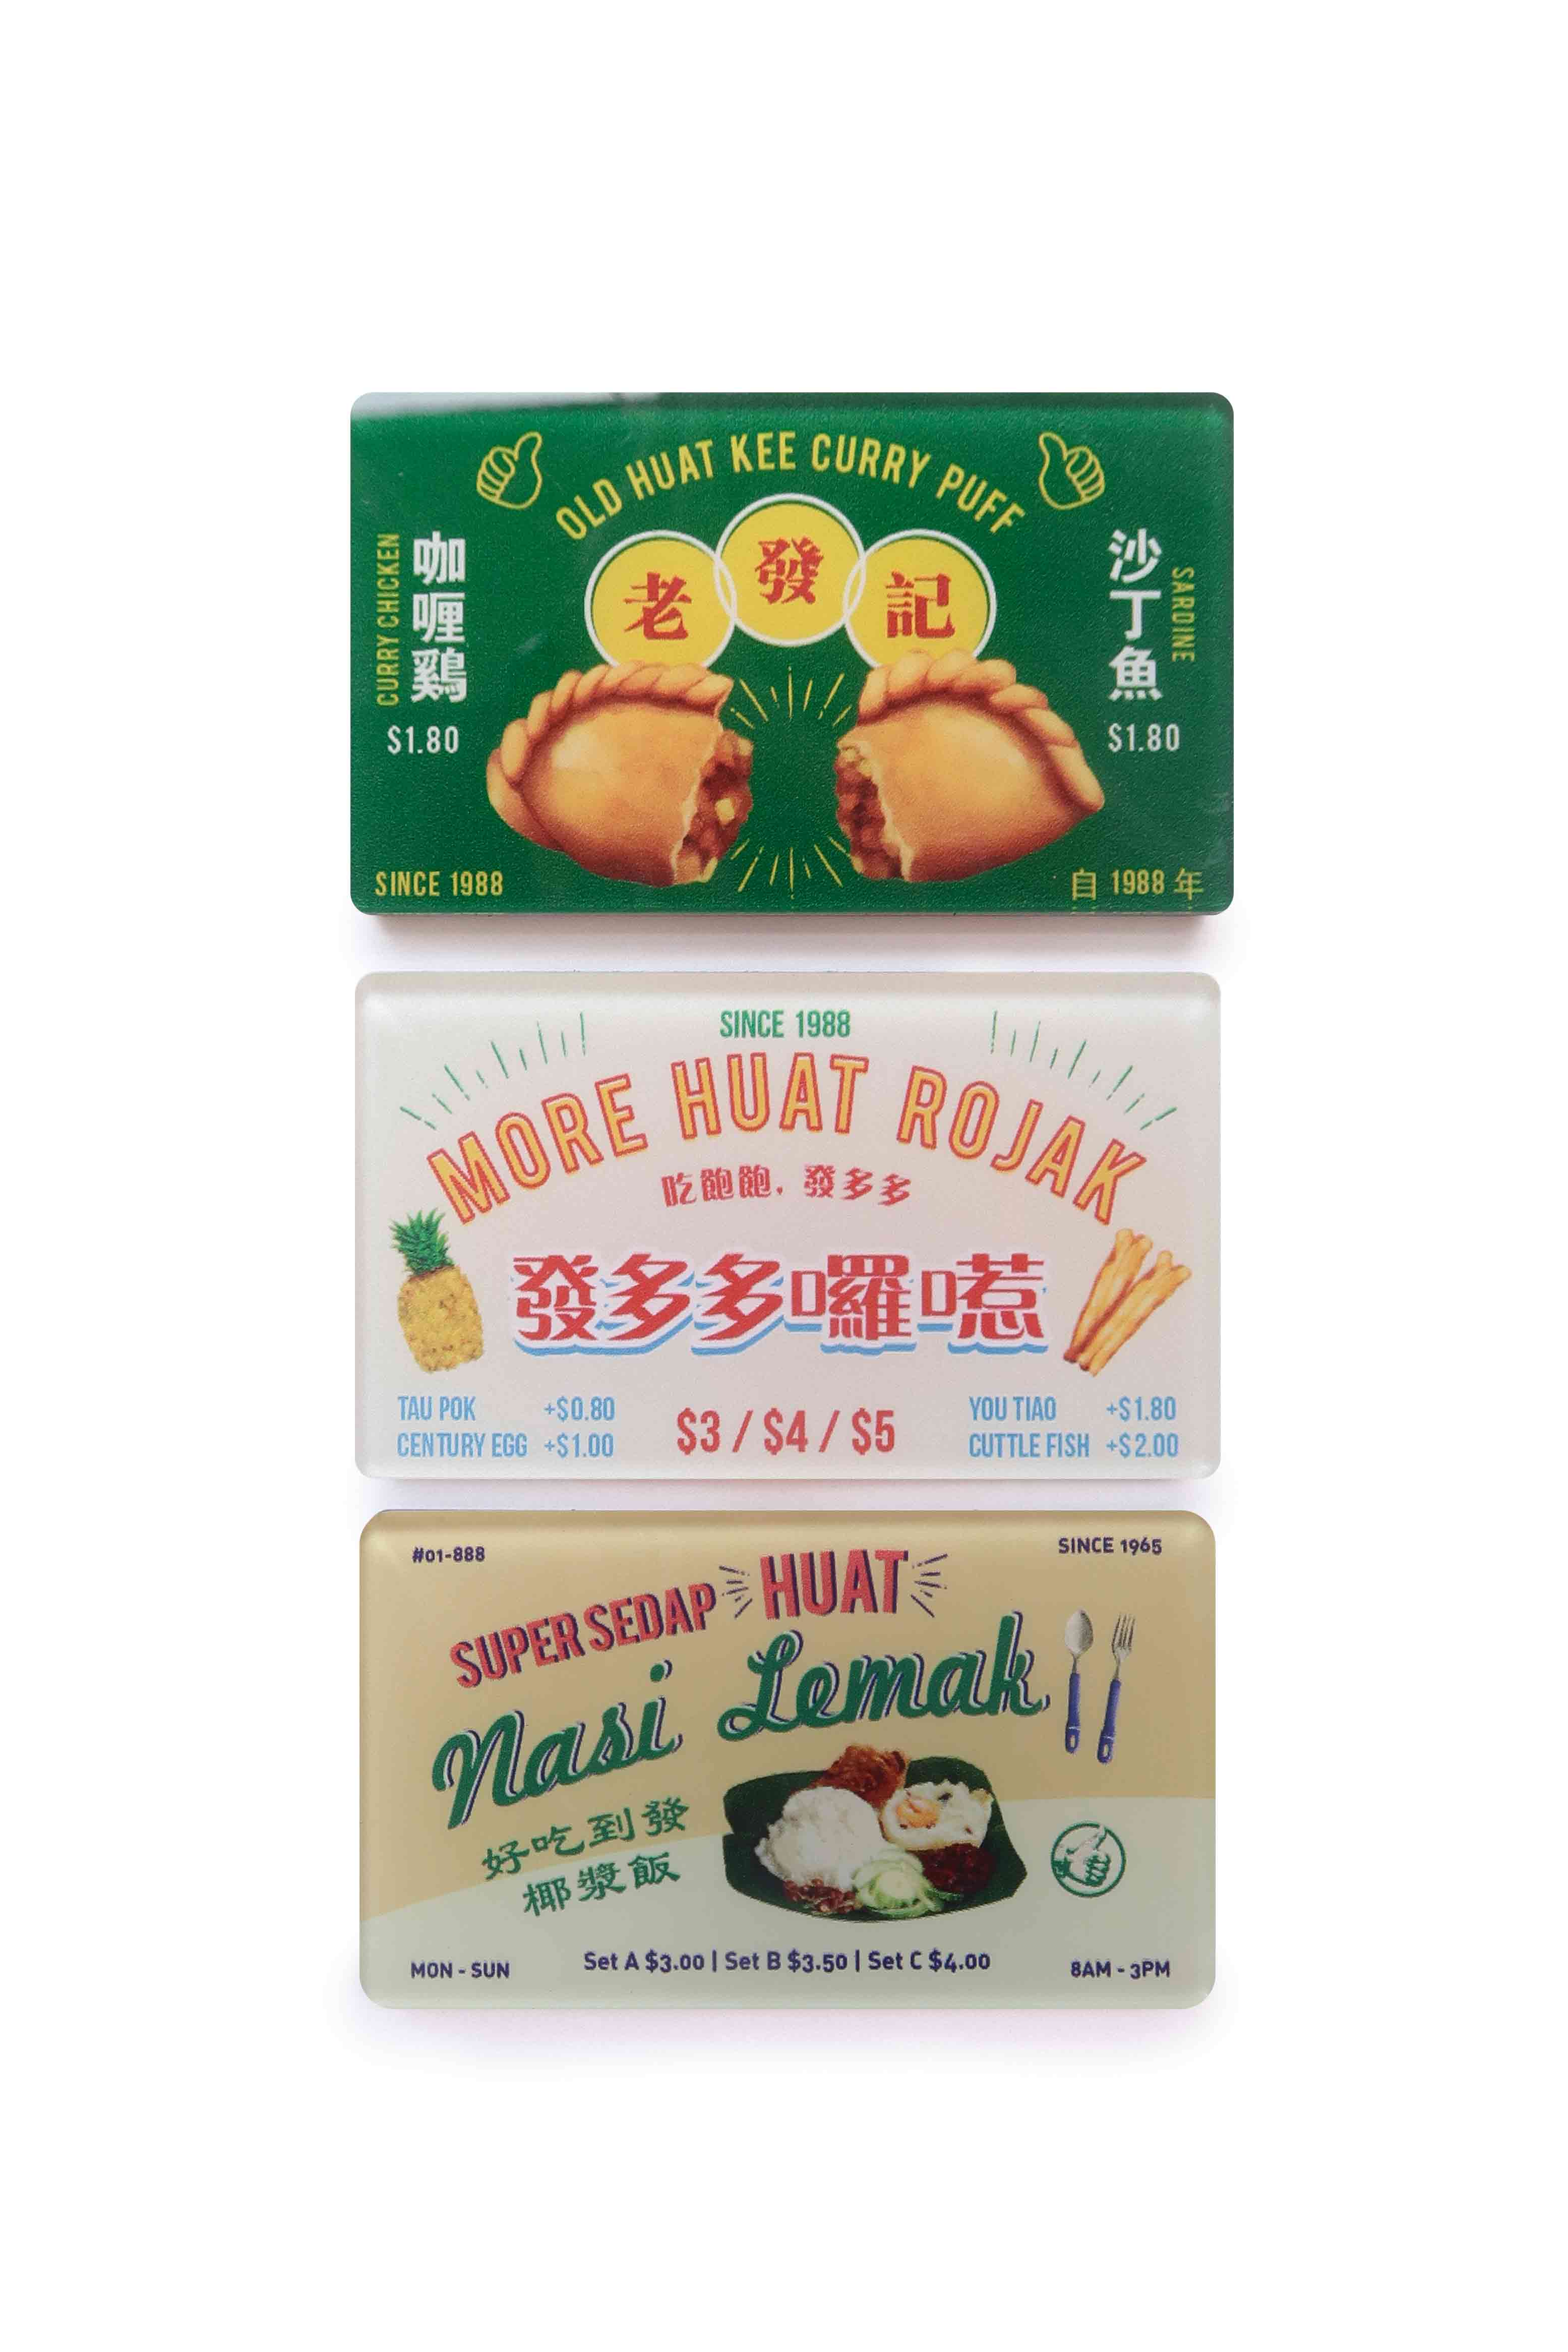 OLD HUAT KEE CURRY PUFF
老 發 記
CURRY CHICKEN
咖喱鷄
$1.80
沙丁魚
SARDINE
$1.80
SINCE 1988
自 1988 年
SINCE 1988
MORE HUAT ROJAK
吃飽飽, 發多多
發多多囉喏
TAU POK +$0.80
CENTURY EGG +$1.00
$3 / $4 / $5
YOU TIAO +$1.80
CUTTLE FISH +$2.00
#01-888
SINCE 1965
SUPER SEDAP HUAT
Nasi Lemak
好吃到發
椰漿飯
MON - SUN
Set A $3.00 | Set B $3.50 | Set C $4.00
8AM - 3PM